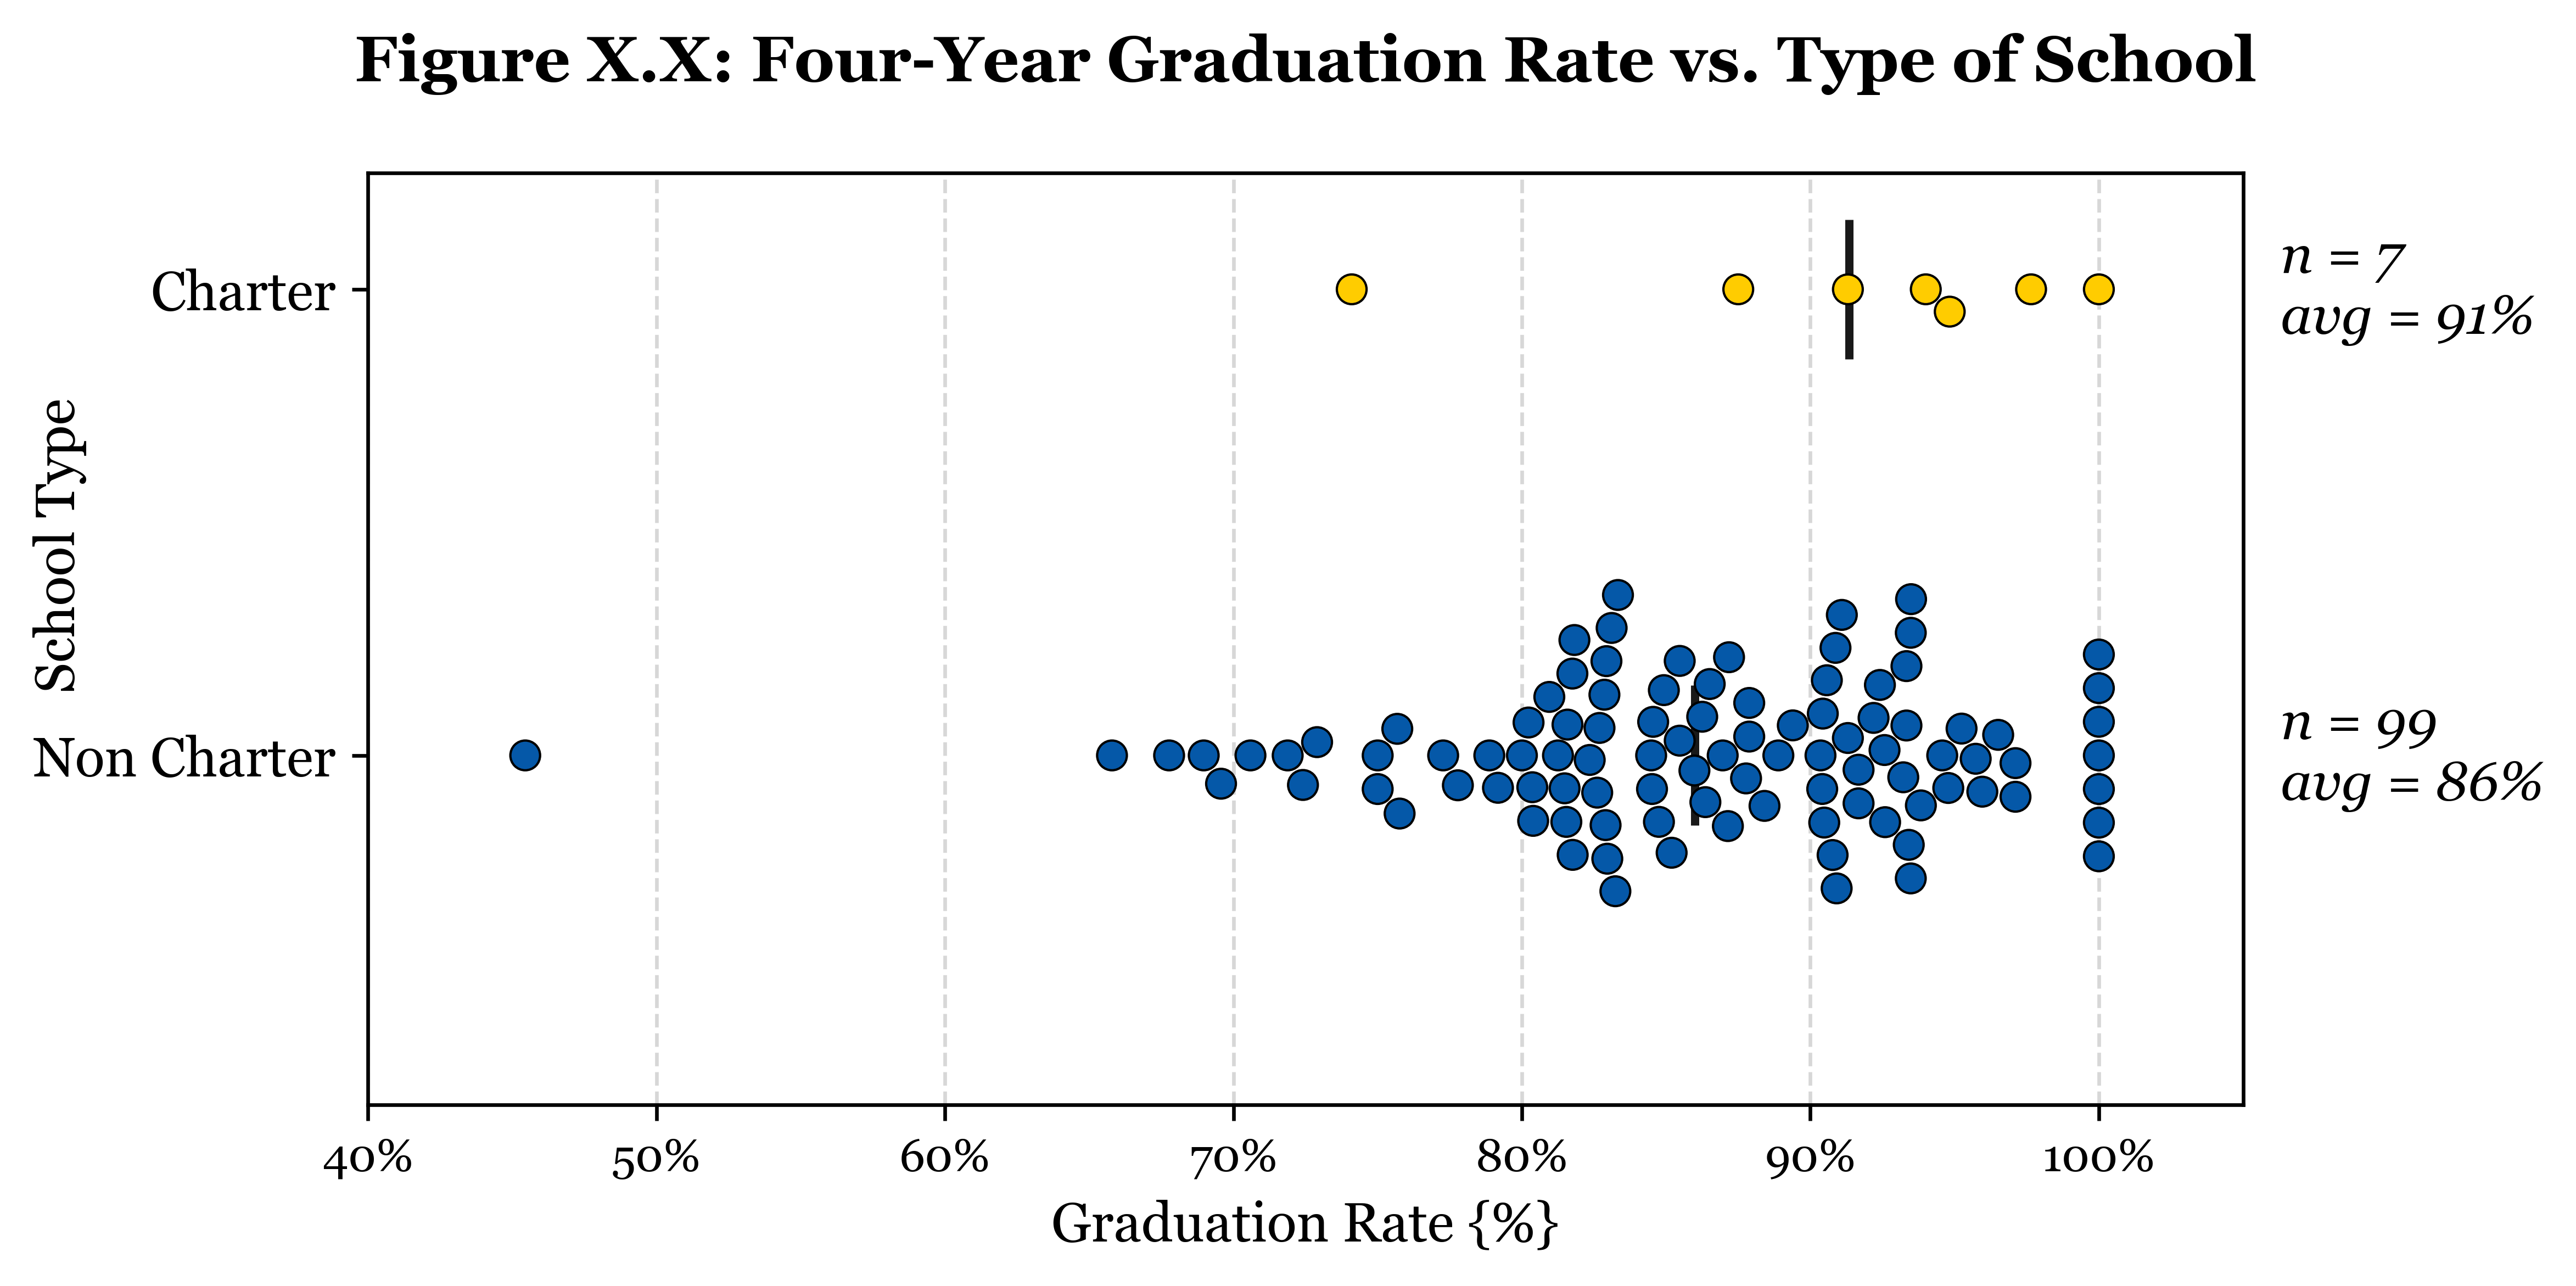 Figure X.X: Four-Year Graduation Rate vs. Type of School
School Type
Charter
n = 7
avg = 91%
Non Charter
n = 99
avg = 86%
40%
50%
60%
70%
80%
90%
100%
Graduation Rate {%}